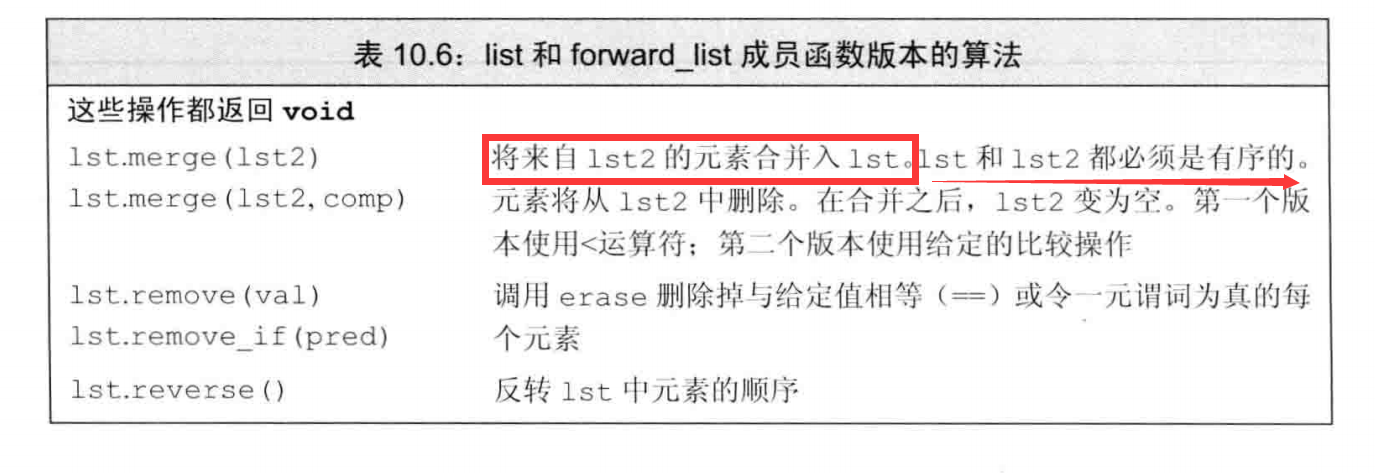 表 10.6：list 和 forward_list 成员函数版本的算法
这些操作都返回 void
lst.merge(lst2) 将来自 lst2 的元素合并入 lst。lst 和 lst2 都必须是有序的。
lst.merge(lst2,comp) 元素将从 lst2 中删除。在合并之后，lst2 变为空。第一个版
本使用<运算符；第二个版本使用给定的比较操作
lst.remove(val) 调用 erase 删除掉与给定值相等（==）或令一元谓词为真的每
lst.remove_if(pred) 个元素
lst.reverse() 反转 lst 中元素的顺序